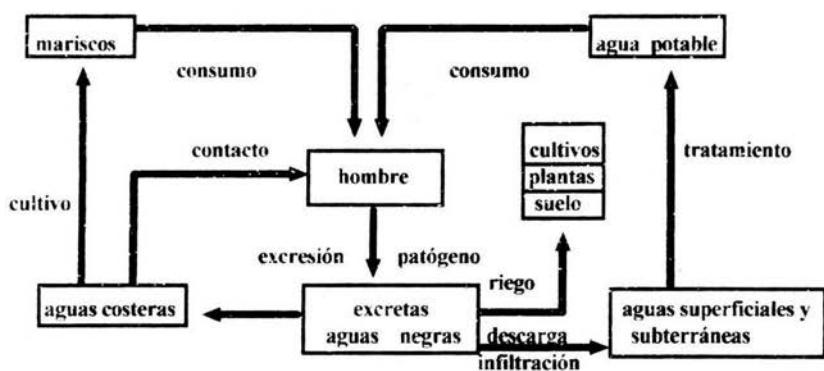 mariscos
agua potable
consumo
consumo
contacto
cultivos
plantas
suelo
tratamiento
hombre
cultivo
excresión
patógeno
riego
aguas costeras
excretas
aguas negras
descarga
infiltración
aguas superficiales y
subterráneas